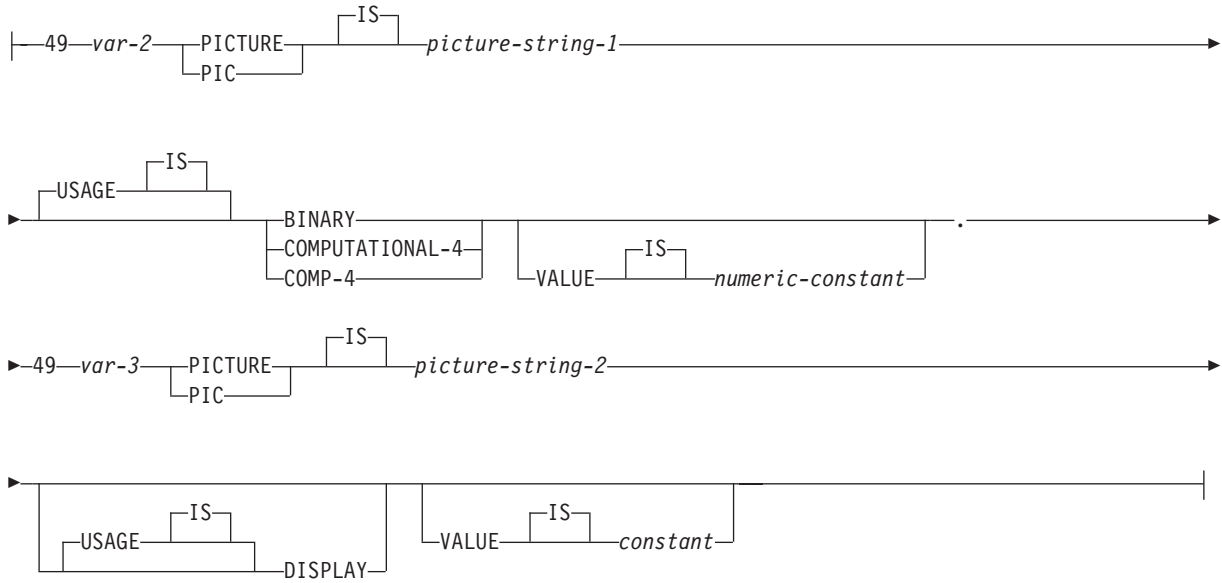 IS
49 var-2 PICTURE picture-string-1
PIC
IS
USAGE
BINARY .
COMPUTATIONAL-4 IS
COMP-4 VALUE numeric-constant
IS
49 var-3 PICTURE picture-string-2
PIC
IS IS
USAGE VALUE constant
DISPLAY